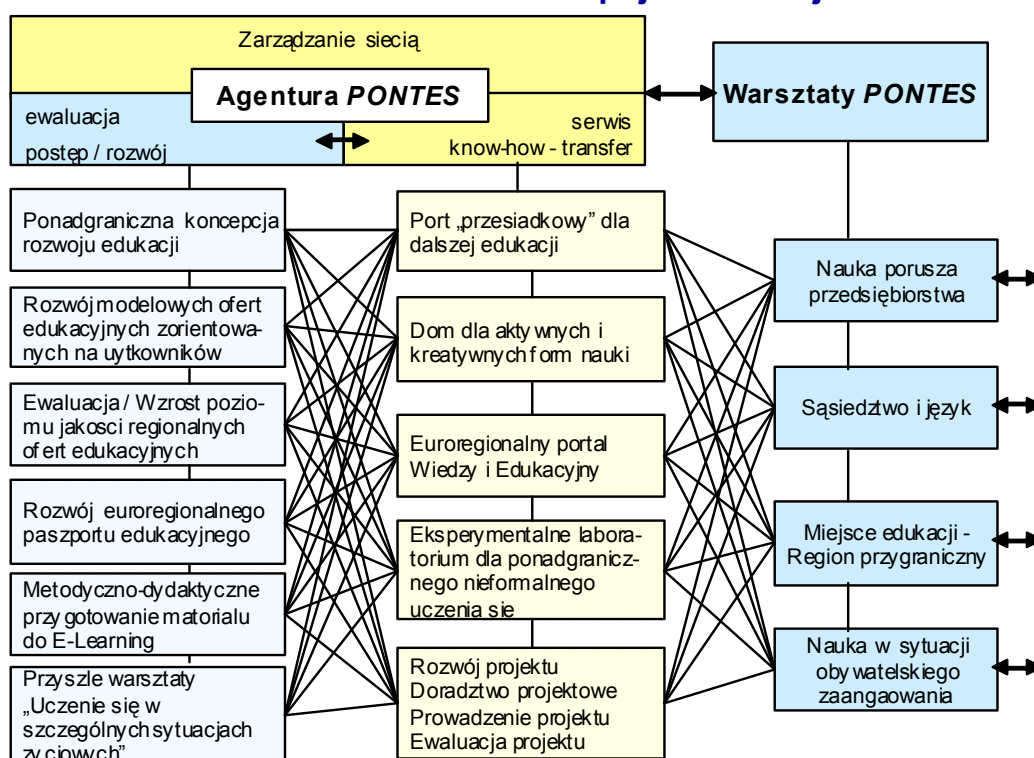 Zarządzanie siecią
Agentura PONTES
ewaluacja
postęp / rozwój
serwis
know-how - transfer
Warsztaty PONTES
Ponadgraniczna koncepcja
rozwoju edukacji
Rozwój modelowych ofert
edukacyjnych zorientowa-
nych na uytkowników
Ewaluacja / Wzrost pozio-
mu jakosci regionalnych
ofert edukacyjnych
Rozwój euroregionalnego
paszportu edukacyjnego
Metodyczno-dydaktyczne
przygotowanie materialu
do E-Learning
Przyszle warsztaty
„Uczenie się w
szczególnych sytuacjach
zyciowych”
Port „przesiadkowy” dla
dalszej edukacji
Dom dla aktywnych i
kreatywnych form nauki
Euroregionalny portal
Wiedzy i Edukacyjny
Eksperymentalne labora-
torium dla ponadgranicz-
nego nieformalnego
uczenia sie
Rozwój projektu
Doradztwo projektowe
Prowadzenie projektu
Ewaluacja projektu
Nauka porusza
przedsiębiorstwa
Sąsiedztwo i język
Miejsce edukacji -
Region przygraniczny
Nauka w sytuacji
obywatelskiego
zaangaowania